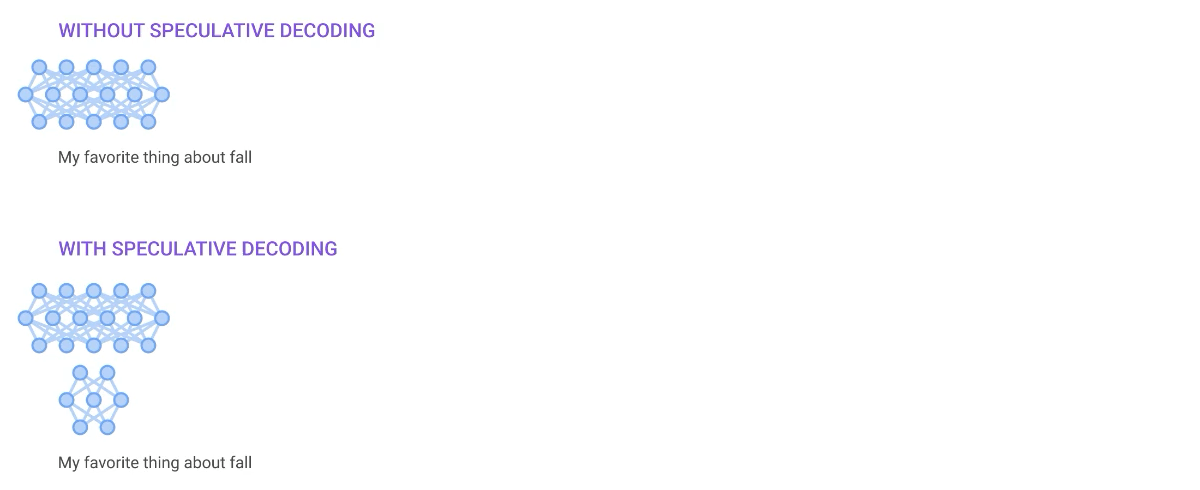 WITHOUT SPECULATIVE DECODING
My favorite thing about fall
WITH SPECULATIVE DECODING
My favorite thing about fall